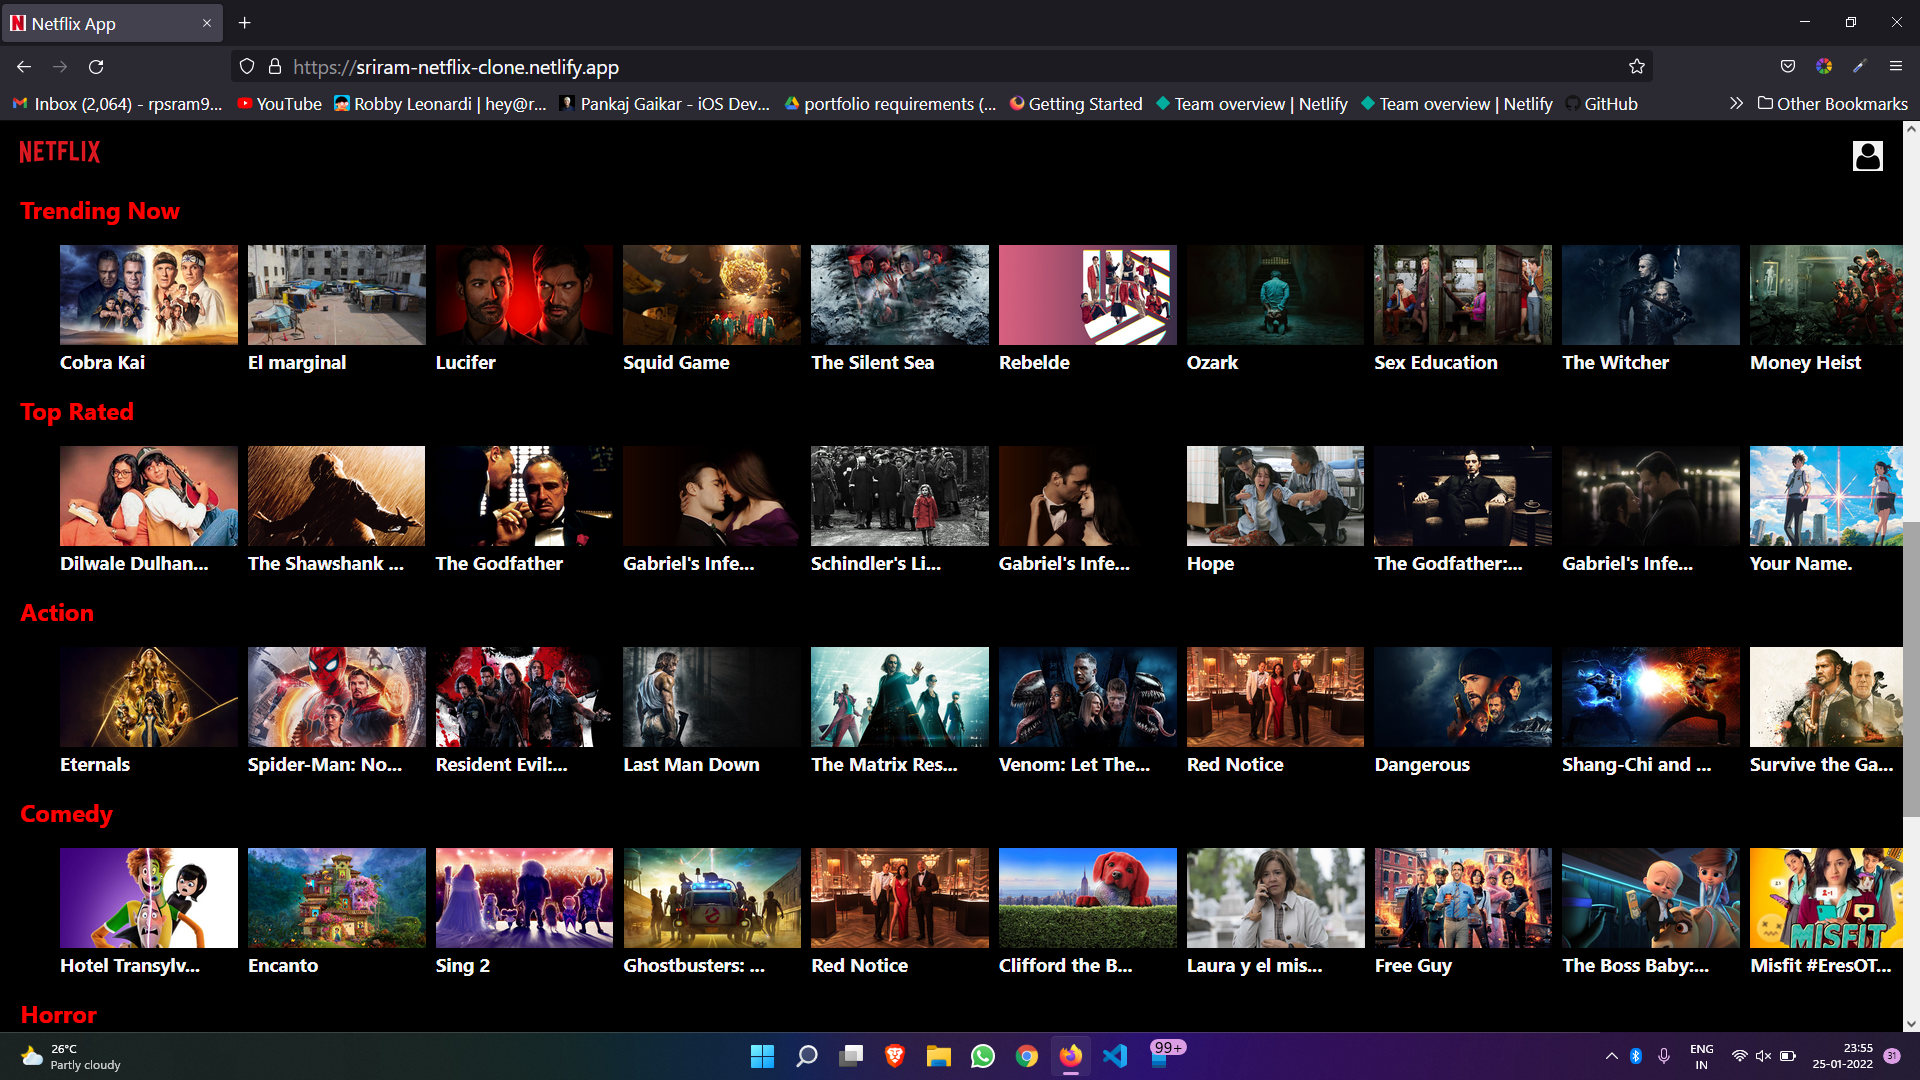 Netflix App
https://sriram-netflix-clone.netlify.app
Inbox (2,064) - rpsram9... YouTube Robby Leonardi | hey@r... Pankaj Gaikar - iOS Dev... portfolio requirements (... Getting Started Team overview | Netlify Team overview | Netlify GitHub Other Bookmarks
NETFLIX
Trending Now
Cobra Kai El marginal Lucifer Squid Game The Silent Sea Rebelde Ozark Sex Education The Witcher Money Heist
Top Rated
Dilwale Dulhan... The Shawshank ... The Godfather Gabriel's Infe... Schindler's Li... Gabriel's Infe... Hope The Godfather:... Gabriel's Infe... Your Name.
Action
Eternals Spider-Man: No... Resident Evil:... Last Man Down The Matrix Res... Venom: Let The... Red Notice Dangerous Shang-Chi and ... Survive the Ga...
Comedy
MISFIT
Hotel Transylv... Encanto Sing 2 Ghostbusters: ... Red Notice Clifford the B... Laura y el mis... Free Guy The Boss Baby:... Misfit #EresOT...
Horror
26°C
Partly cloudy
99+
ENG
IN
23:55
25-01-2022
31